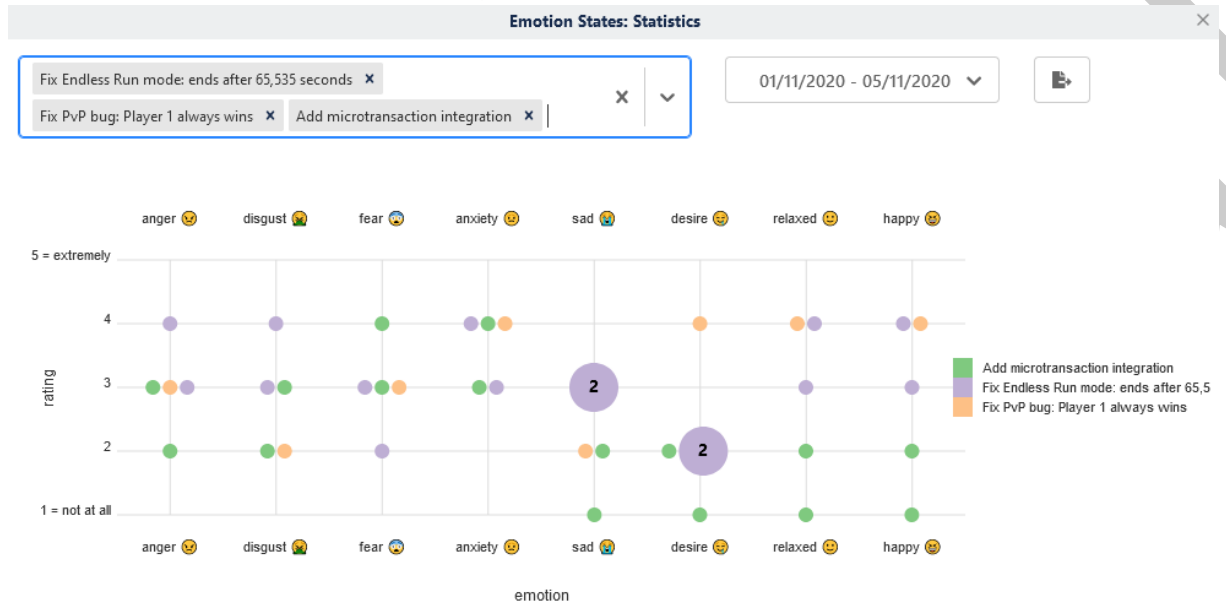 Emotion States: Statistics ×
Fix Endless Run mode: ends after 65,535 seconds ×
Fix PvP bug: Player 1 always wins × Add microtransaction integration ×
01/11/2020 - 05/11/2020
anger 😠 disgust 🤮 fear 😨 anxiety 😟 sad 😭 desire 🤤 relaxed 🙂 happy 😄
5 = extremely
4
3
2
1 = not at all
rating
2
2
Add microtransaction integration
Fix Endless Run mode: ends after 65,5
Fix PvP bug: Player 1 always wins
anger 😠 disgust 🤮 fear 😨 anxiety 😟 sad 😭 desire 🤤 relaxed 🙂 happy 😄
emotion